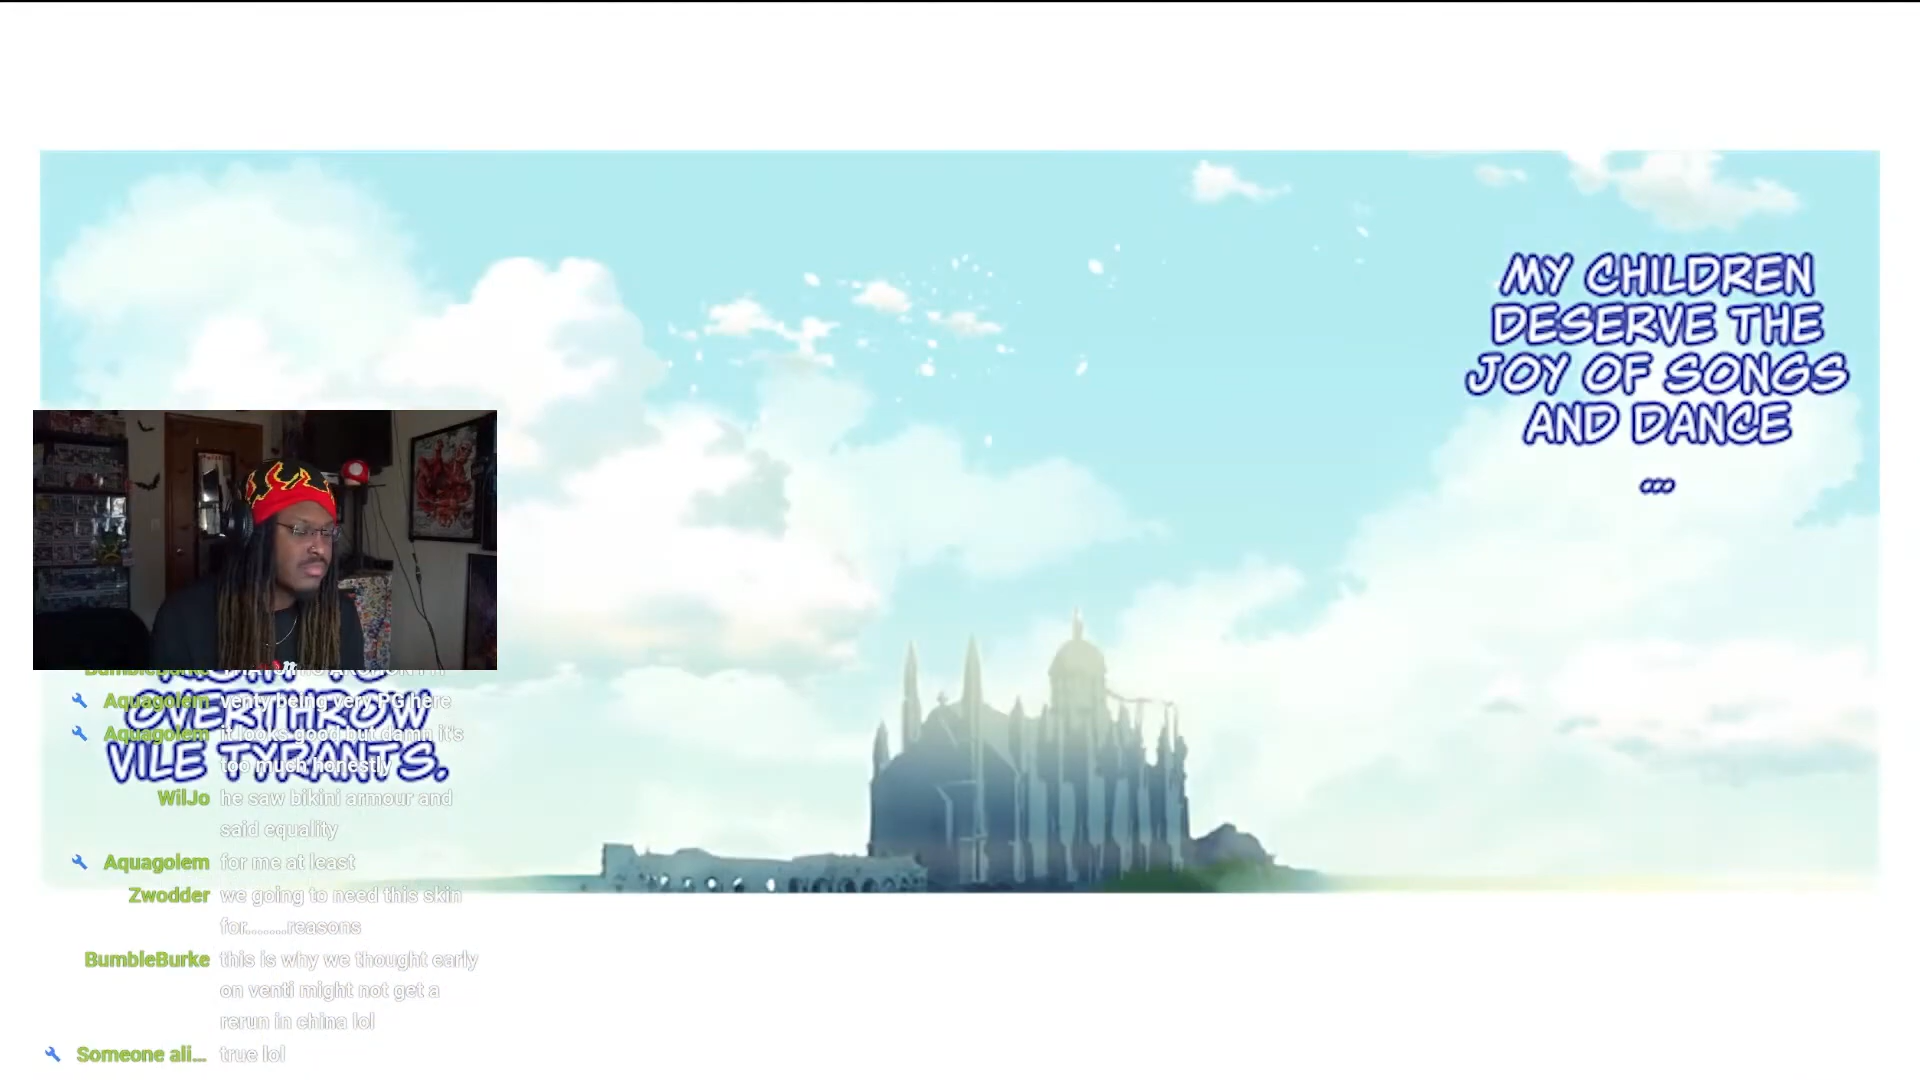 MY CHILDREN
DESERVE THE
JOY OF SONGS
AND DANCE
...
OVERTHROW
VILE TYRANTS.
BumbleBurke
Aquagolem venty being very PG here
Aquagolem it looks good but damn it's
too much honestly
WilJo he saw bikini armour and
said equality
Aquagolem for me at least
Zwodder we going to need this skin
for........reasons
BumbleBurke this is why we thought early
on venti might not get a
rerun in china lol
Someone ali... true lol